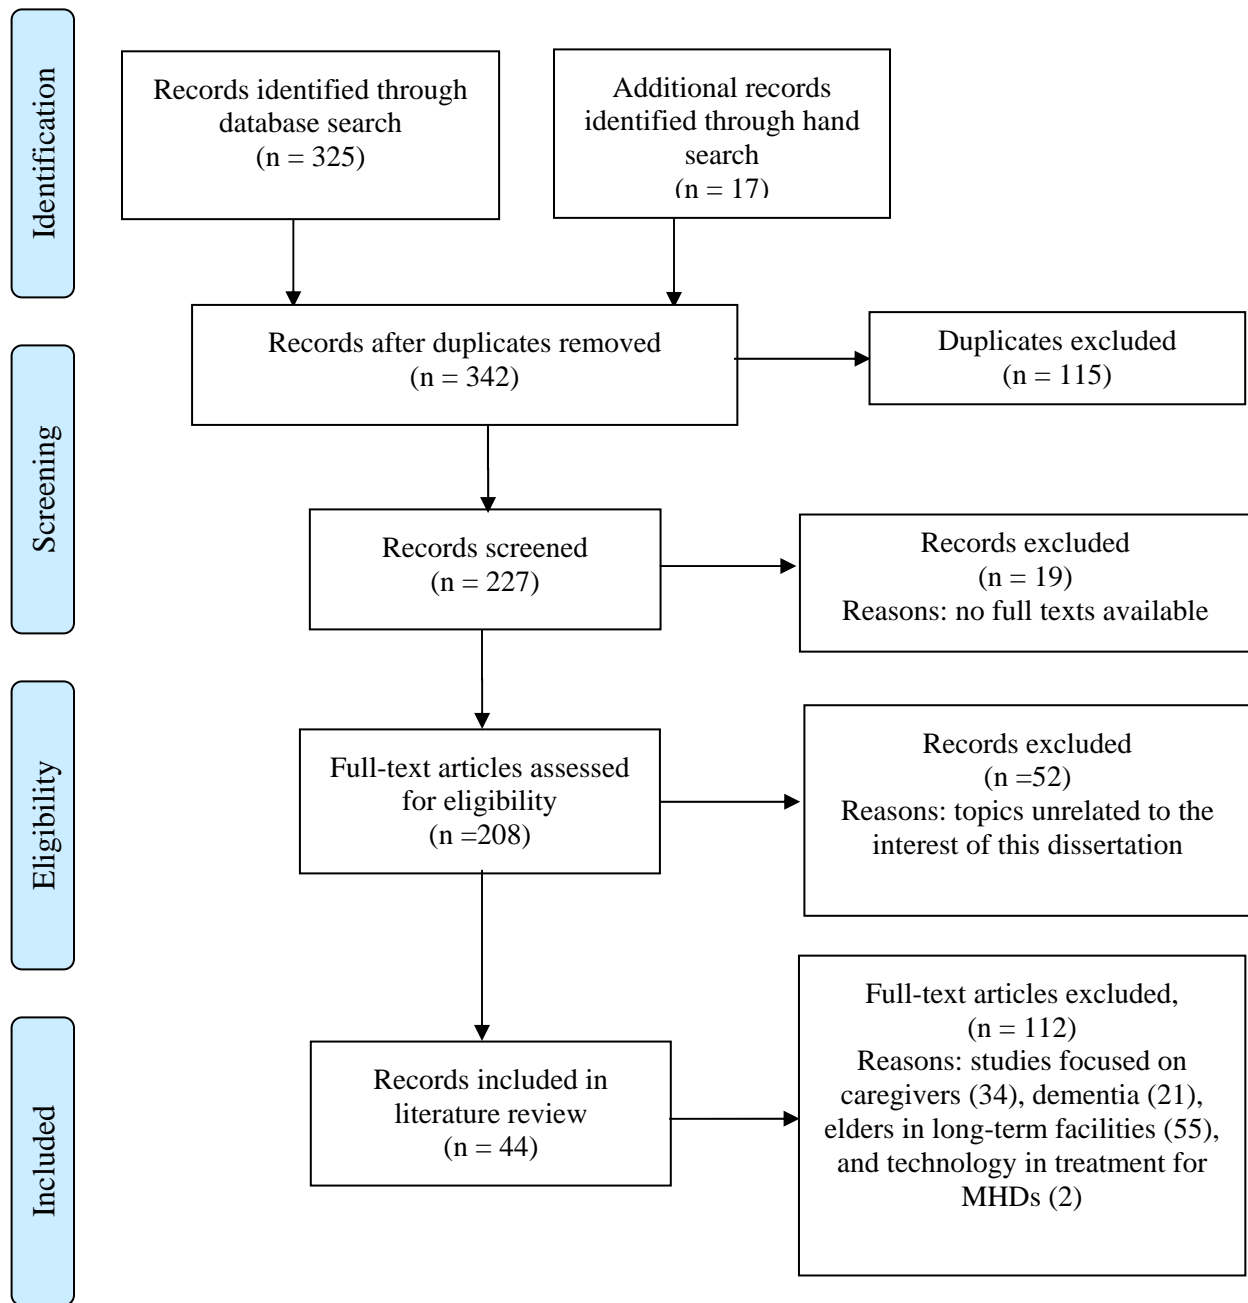 Identification
Records identified through
database search
(n = 325)
Additional records
identified through hand
search
(n = 17)
Records after duplicates removed
(n = 342)
Duplicates excluded
(n = 115)
Screening
Records screened
(n = 227)
Records excluded
(n = 19)
Reasons: no full texts available
Eligibility
Full-text articles assessed
for eligibility
(n =208)
Records excluded
(n =52)
Reasons: topics unrelated to the
interest of this dissertation
Included
Records included in
literature review
(n = 44)
Full-text articles excluded,
(n = 112)
Reasons: studies focused on
caregivers (34), dementia (21),
elders in long-term facilities (55),
and technology in treatment for
MHDs (2)